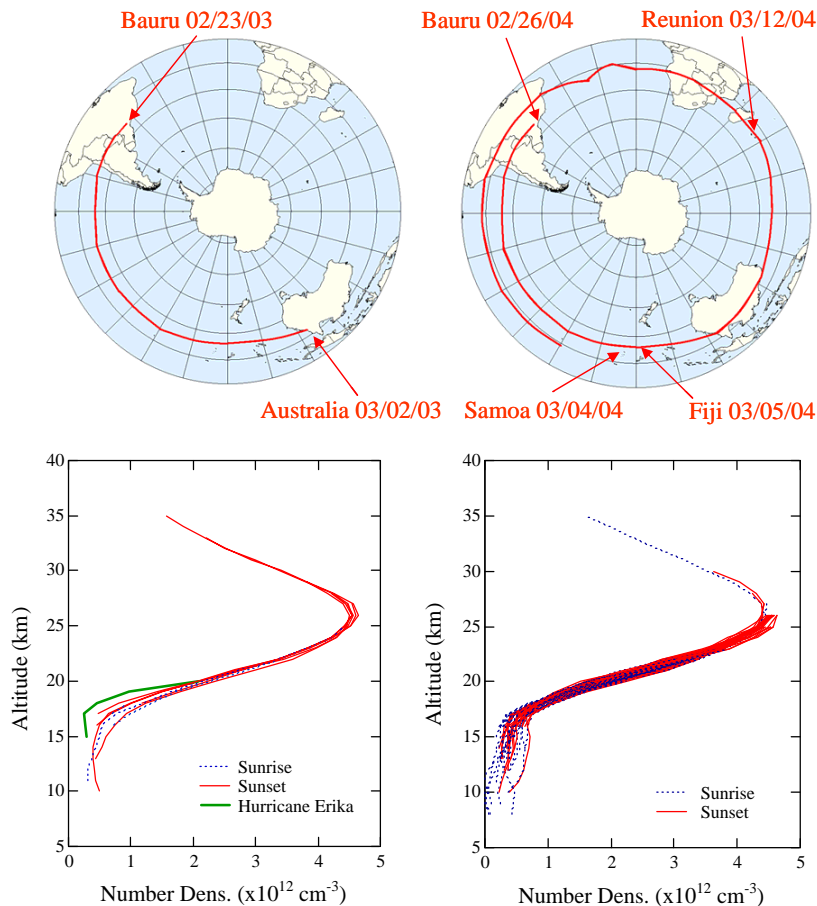 Bauru 02/23/03
Australia 03/02/03
Bauru 02/26/04
Reunion 03/12/04
Samoa 03/04/04
Fiji 03/05/04
Altitude (km)
40
35
30
25
20
15
10
5
Sunrise
Sunset
Hurricane Erika
0
1
2
3
4
5
Number Dens. (x10¹² cm⁻³)
Altitude (km)
40
35
30
25
20
15
10
5
Sunrise
Sunset
0
1
2
3
4
5
Number Dens. (x10¹² cm⁻³)